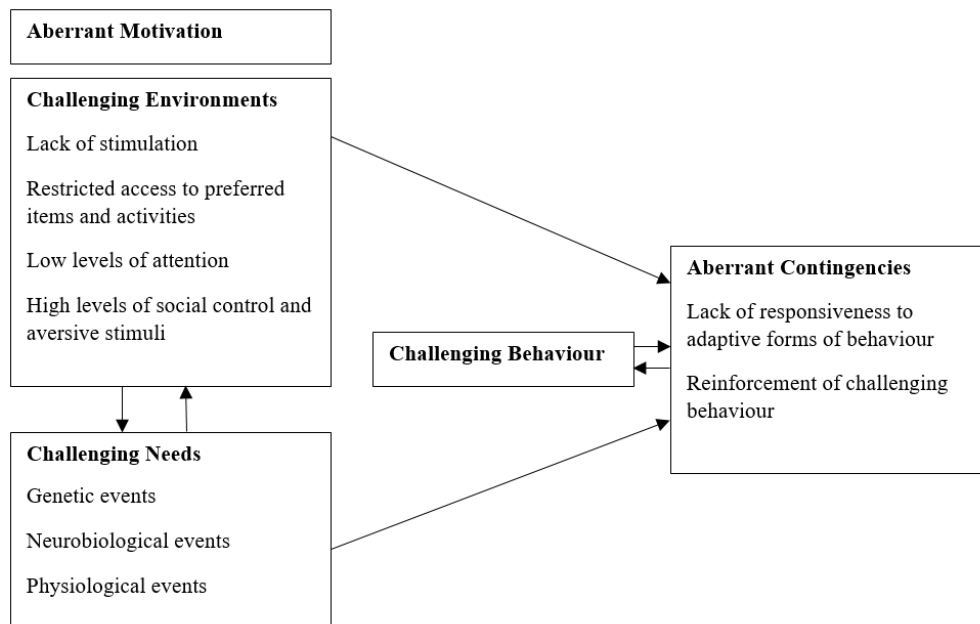 Aberrant Motivation
Challenging Environments
Lack of stimulation
Restricted access to preferred
items and activities
Low levels of attention
High levels of social control and
aversive stimuli
Challenging Needs
Genetic events
Neurobiological events
Physiological events
Challenging Behaviour
Aberrant Contingencies
Lack of responsiveness to
adaptive forms of behaviour
Reinforcement of challenging
behaviour